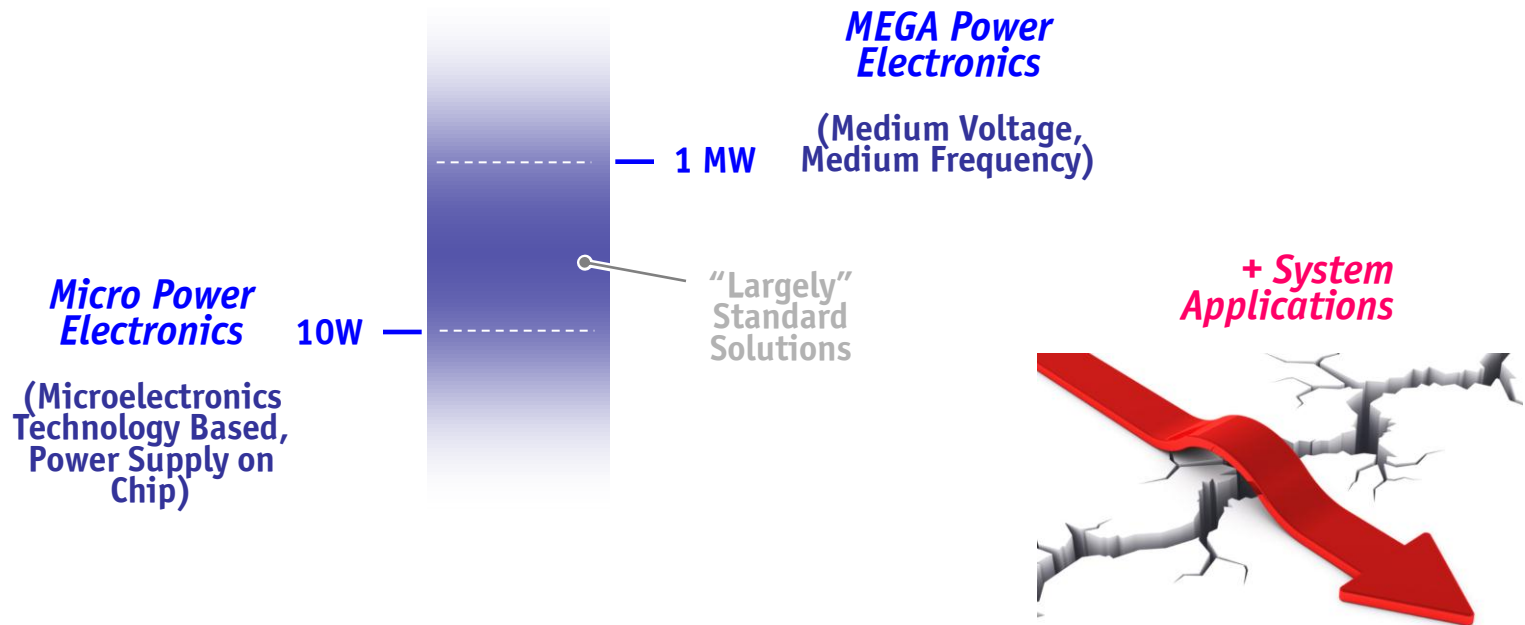 MEGA Power
Electronics
(Medium Voltage,
Medium Frequency)
1 MW
“Largely”
Standard
Solutions
Micro Power
Electronics
10W
(Microelectronics
Technology Based,
Power Supply on
Chip)
+ System
Applications